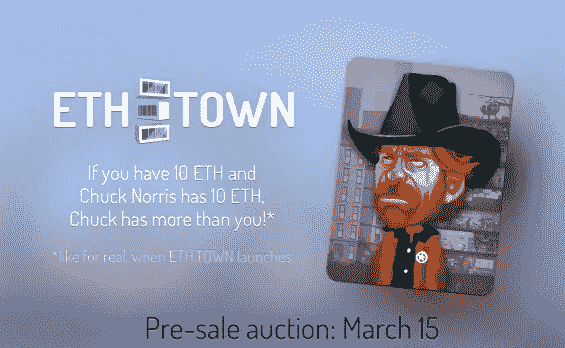 ETH TOWN
If you have 10 ETH and
Chuck Norris has 10 ETH,
Chuck has more than you!*
*like for real, when ETH.TOWN launches
Pre-sale auction: March 15